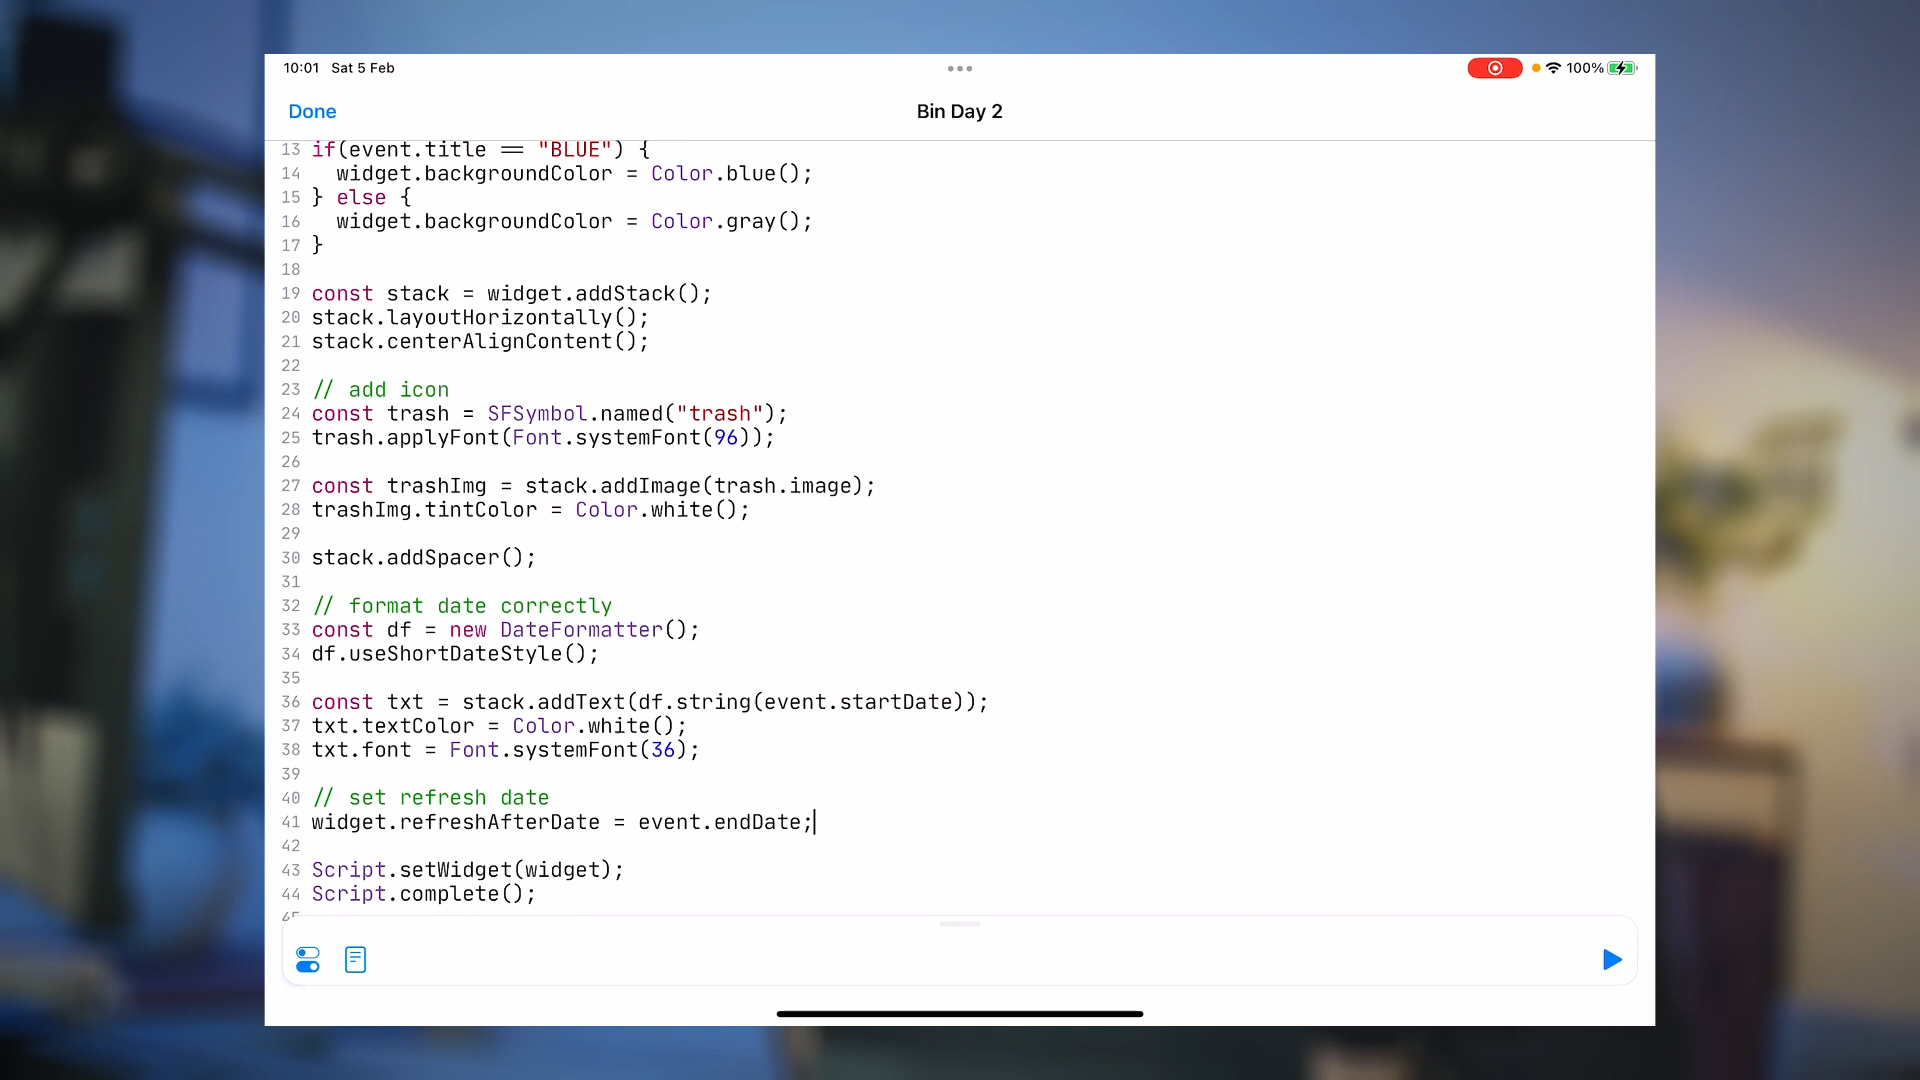 10:01 Sat 5 Feb
100%
Done
Bin Day 2
13 if(event.title == "BLUE") {
14 widget.backgroundColor = Color.blue();
15 } else {
16 widget.backgroundColor = Color.gray();
17 }
18
19 const stack = widget.addStack();
20 stack.layoutHorizontally();
21 stack.centerAlignContent();
22
23 // add icon
24 const trash = SFSymbol.named("trash");
25 trash.applyFont(Font.systemFont(96));
26
27 const trashImg = stack.addImage(trash.image);
28 trashImg.tintColor = Color.white();
29
30 stack.addSpacer();
31
32 // format date correctly
33 const df = new DateFormatter();
34 df.useShortDateStyle();
35
36 const txt = stack.addText(df.string(event.startDate));
37 txt.textColor = Color.white();
38 txt.font = Font.systemFont(36);
39
40 // set refresh date
41 widget.refreshAfterDate = event.endDate;
42
43 Script.setWidget(widget);
44 Script.complete();
45